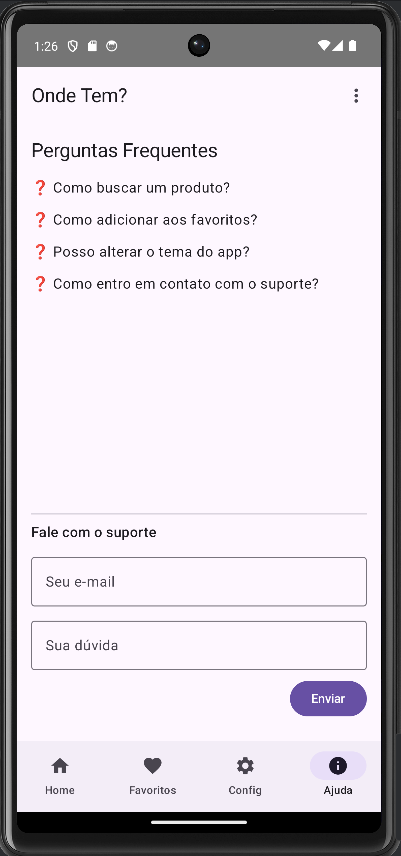 1:26
Onde Tem?
Perguntas Frequentes
❓ Como buscar um produto?
❓ Como adicionar aos favoritos?
❓ Posso alterar o tema do app?
❓ Como entro em contato com o suporte?
Fale com o suporte
Seu e-mail
Sua dúvida
Enviar
Home Favoritos Config Ajuda